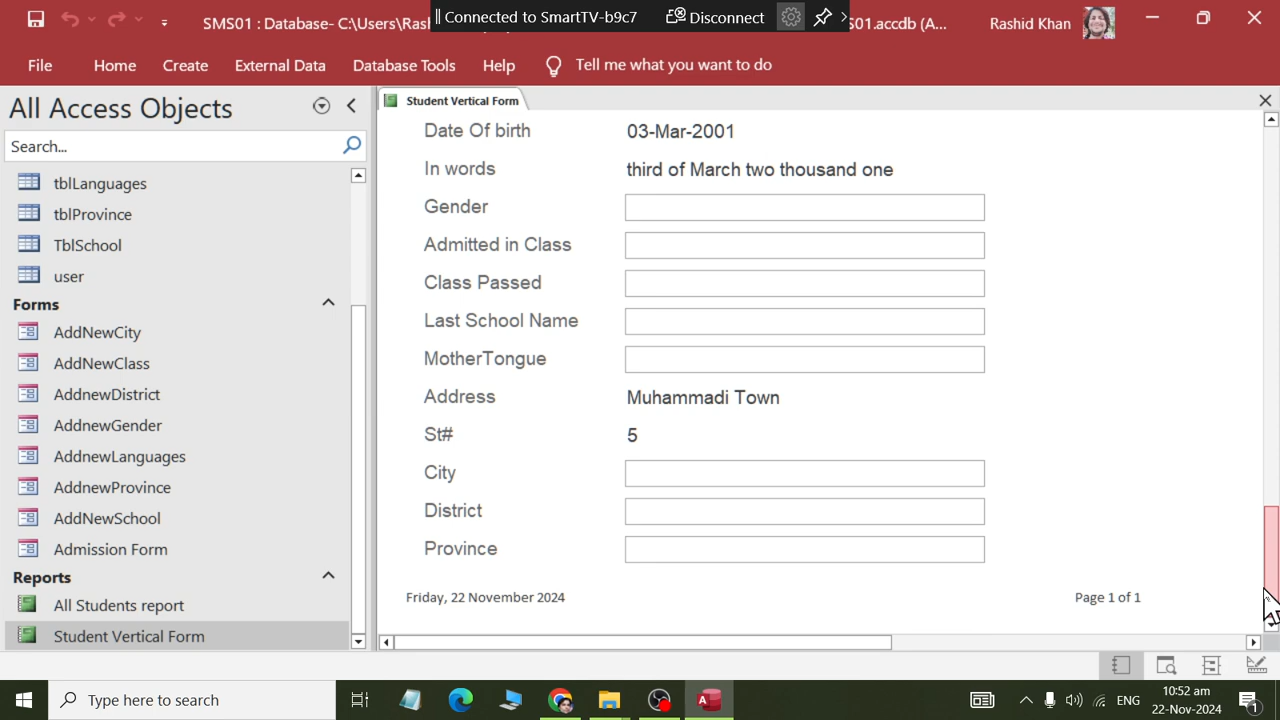 SMS01 : Database- C:\Users\Ras
Connected to SmartTV-b9c7
Disconnect
S01.accdb (A...
Rashid Khan
File
Home
Create
External Data
Database Tools
Help
Tell me what you want to do
All Access Objects
Search...
tblLanguages
tblProvince
TblSchool
user
Forms
AddNewCity
AddNewClass
AddnewDistrict
AddnewGender
AddnewLanguages
AddnewProvince
AddNewSchool
Admission Form
Reports
All Students report
Student Vertical Form
Student Vertical Form
Date Of birth 03-Mar-2001
In words third of March two thousand one
Gender
Admitted in Class
Class Passed
Last School Name
MotherTongue
Address Muhammadi Town
St# 5
City
District
Province
Friday, 22 November 2024 Page 1 of 1
Type here to search
ENG
10:52 am
22-Nov-2024
1